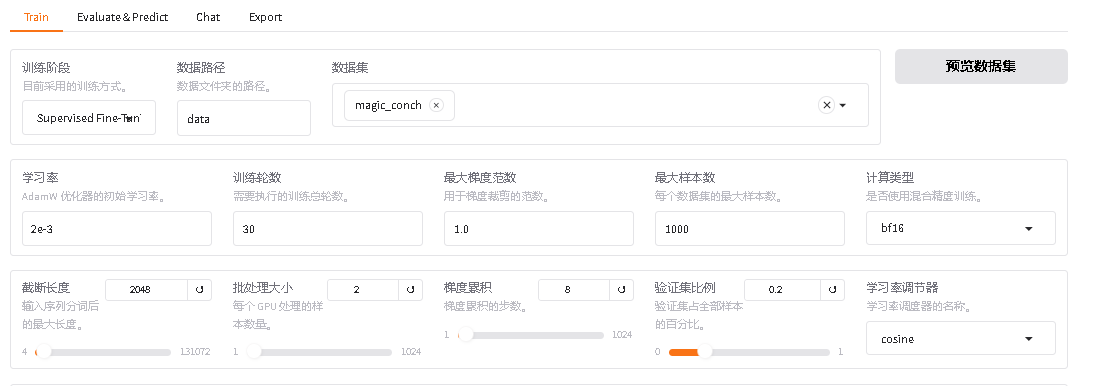 Train Evaluate & Predict Chat Export
训练阶段 数据路径 数据集 预览数据集
目前采用的训练方式。 数据文件夹的路径。
Supervised Fine-Tuni data magic_conch
学习率 训练轮数 最大梯度范数 最大样本数 计算类型
AdamW 优化器的初始学习率。 需要执行的训练总轮数。 用于梯度裁剪的范数。 每个数据集的最大样本数。 是否使用混合精度训练。
2e-3 30 1.0 1000 bf16
截断长度 2048 批处理大小 2 梯度累积 8 验证集比例 0.2 学习率调节器
输入序列分词后 每个 GPU 处理的样 梯度累积的步数。 验证集占全部样本 学习率调度器的名称。
的最大长度。 本数量。 的百分比。
4 131072 1 1024 1 1024 0 1 cosine